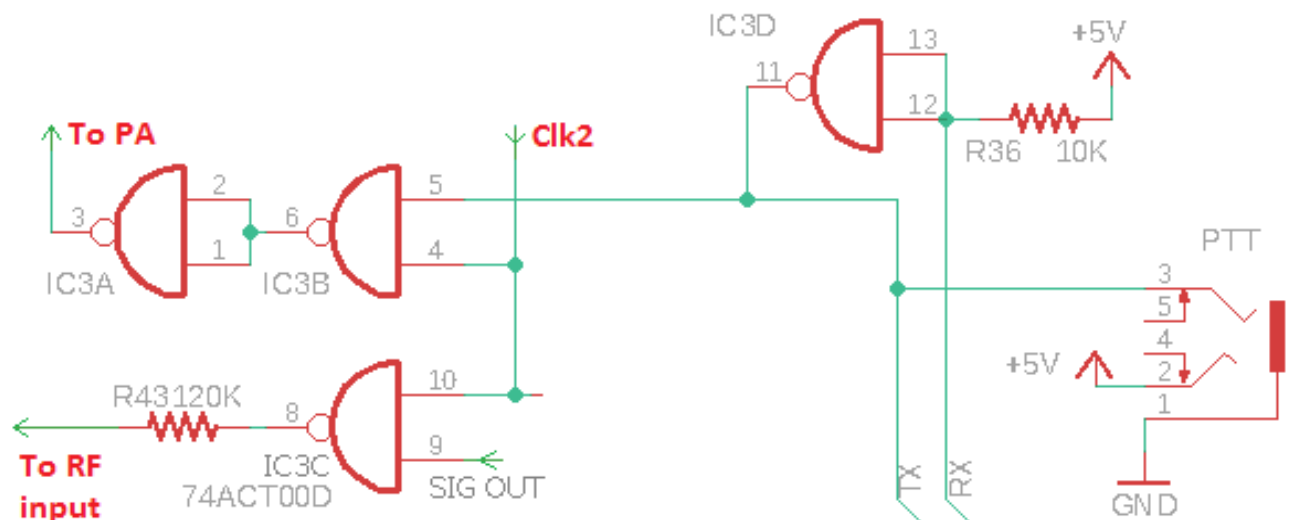 IC3D
+5V
13
11
12
R36 10K
To PA
Clk2
2
5
3
6
1
4
IC3A
IC3B
PTT
3
5
4
+5V
2
1
R43120K
10
8
9
To RF
input
IC3C
74ACT00D
SIG OUT
TX
RX
GND